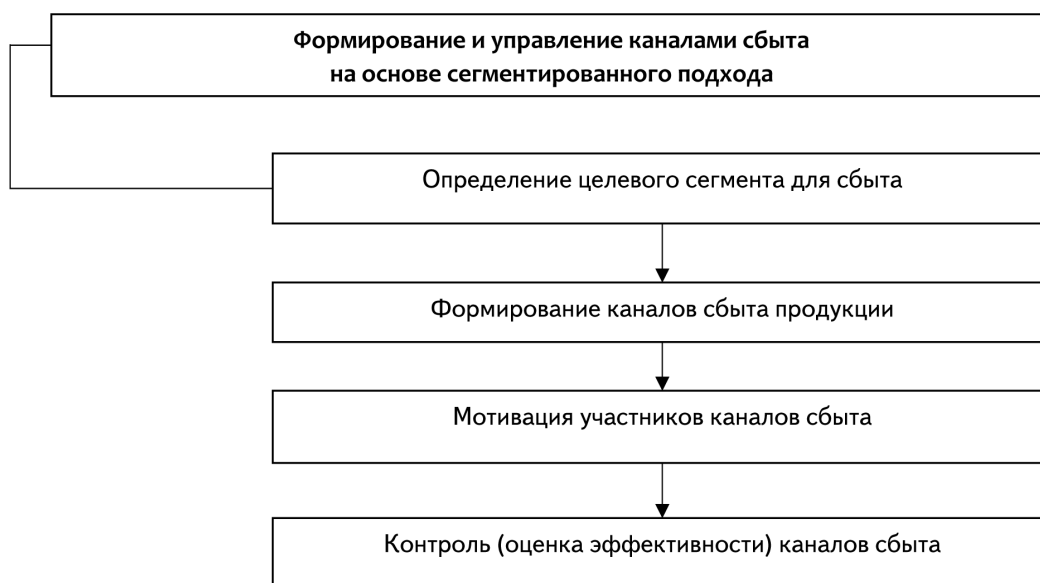 Формирование и управление каналами сбыта
на основе сегментированного подхода
Определение целевого сегмента для сбыта
Формирование каналов сбыта продукции
Мотивация участников каналов сбыта
Контроль (оценка эффективности) каналов сбыта